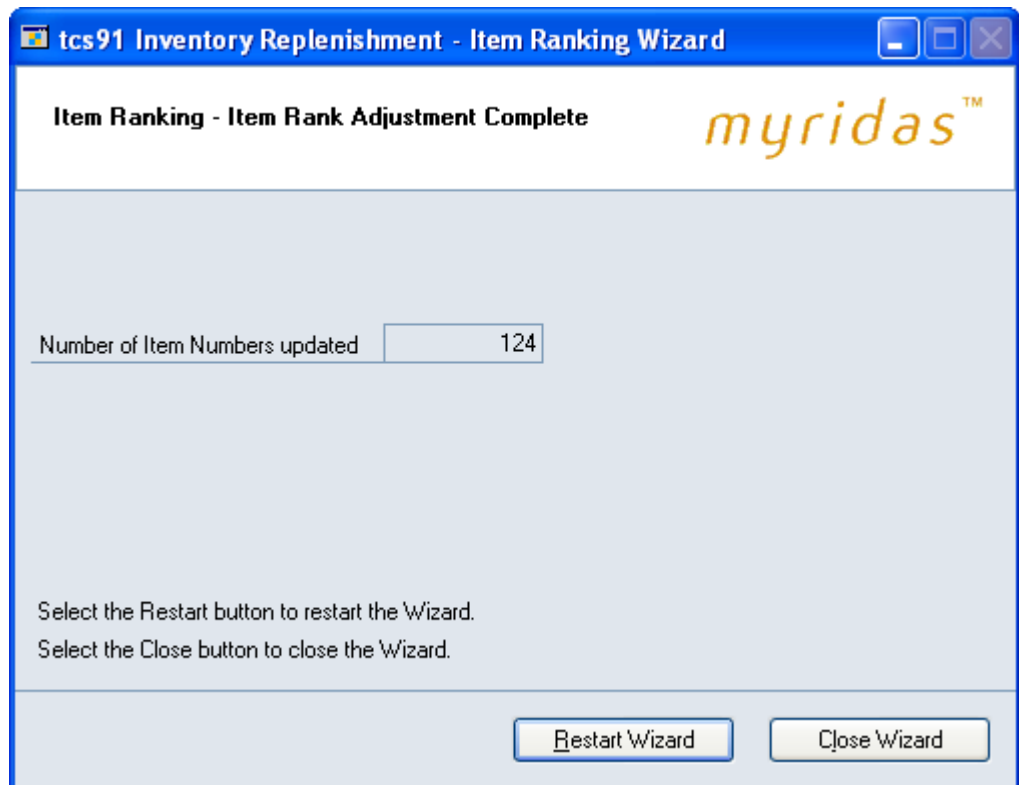 tcs91 Inventory Replenishment - Item Ranking Wizard
Item Ranking - Item Rank Adjustment Complete
myridas™
Number of Item Numbers updated 124
Select the Restart button to restart the Wizard.
Select the Close button to close the Wizard.
Restart Wizard Close Wizard